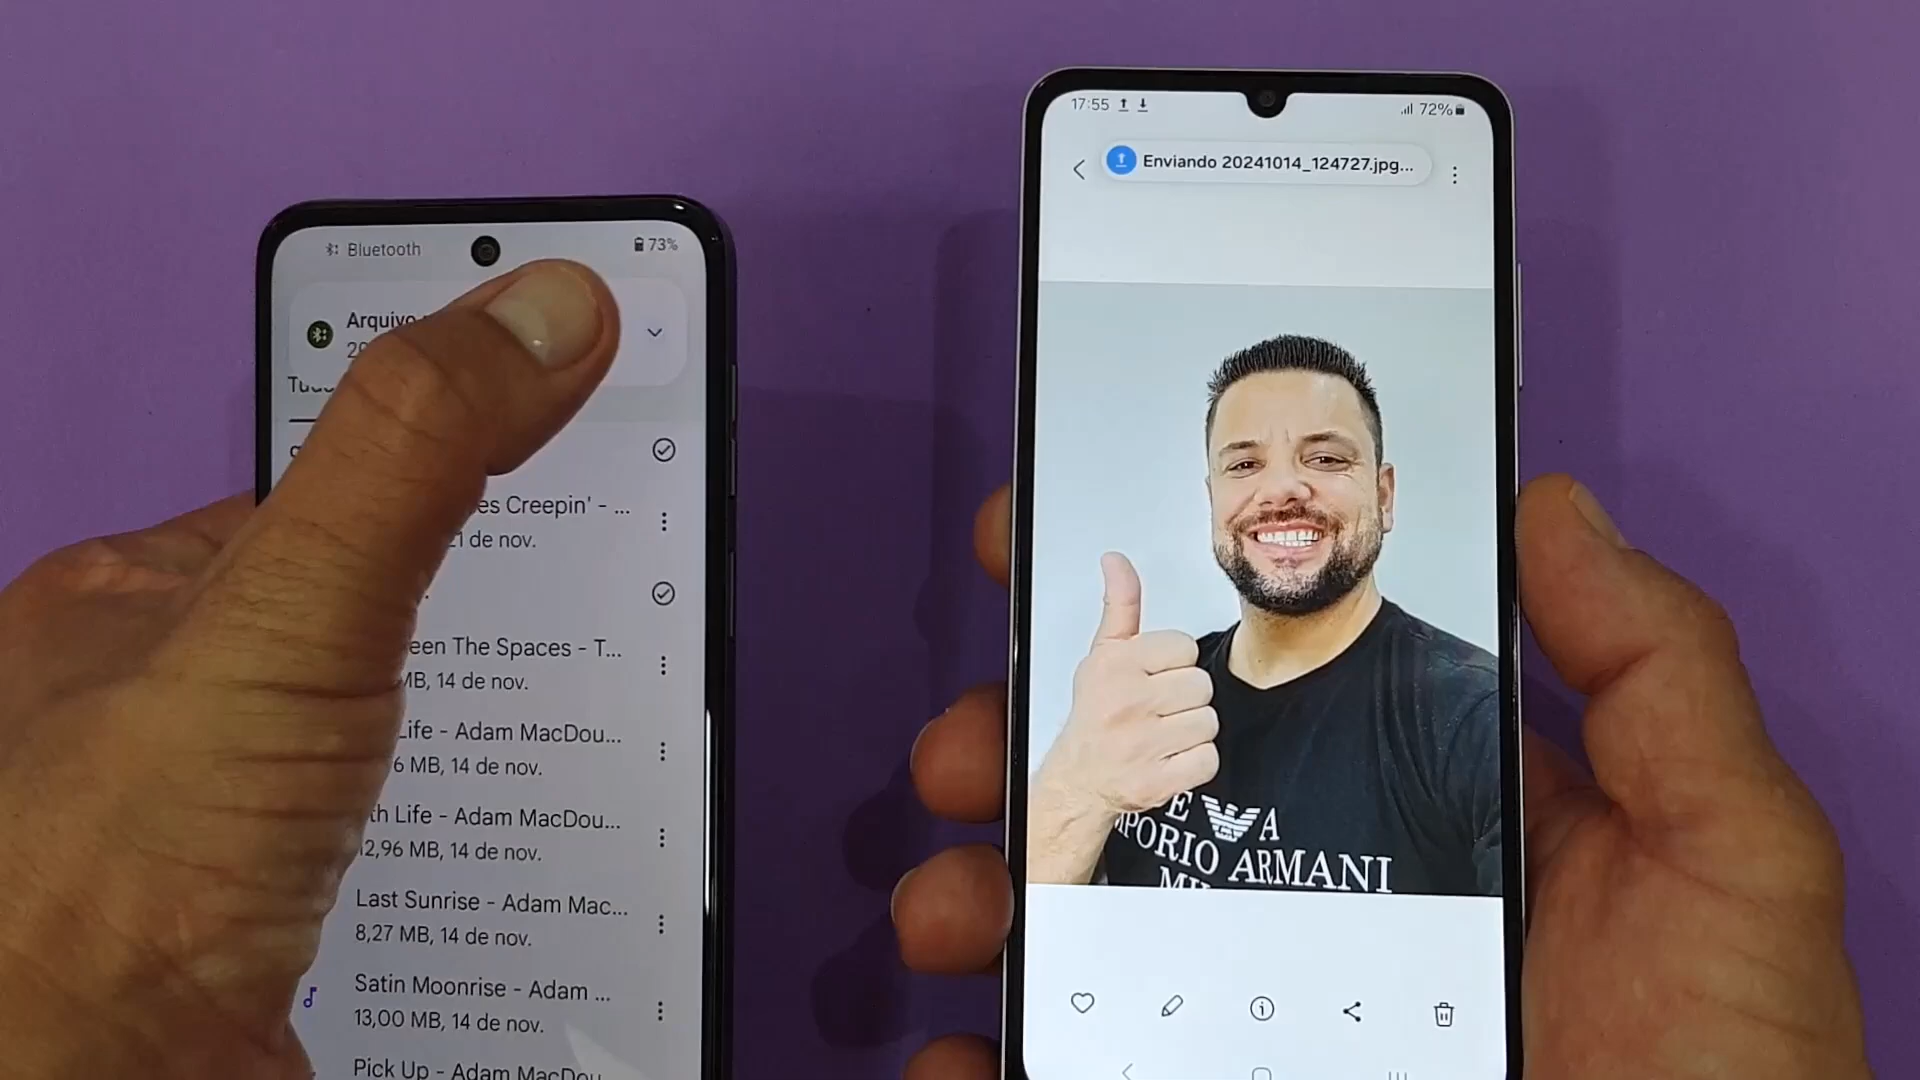 Bluetooth
73%
Arquivo
es Creepin' - ...
21 de nov.
een The Spaces - T...
MB, 14 de nov.
Life - Adam MacDou...
6 MB, 14 de nov.
th Life - Adam MacDou...
12,96 MB, 14 de nov.
Last Sunrise - Adam Mac...
8,27 MB, 14 de nov.
Satin Moonrise - Adam ...
13,00 MB, 14 de nov.
Pick Up - Adam MacDou
17:55
72%
Enviando 20241014_124727.jpg...
E A
MPORIO ARMANI